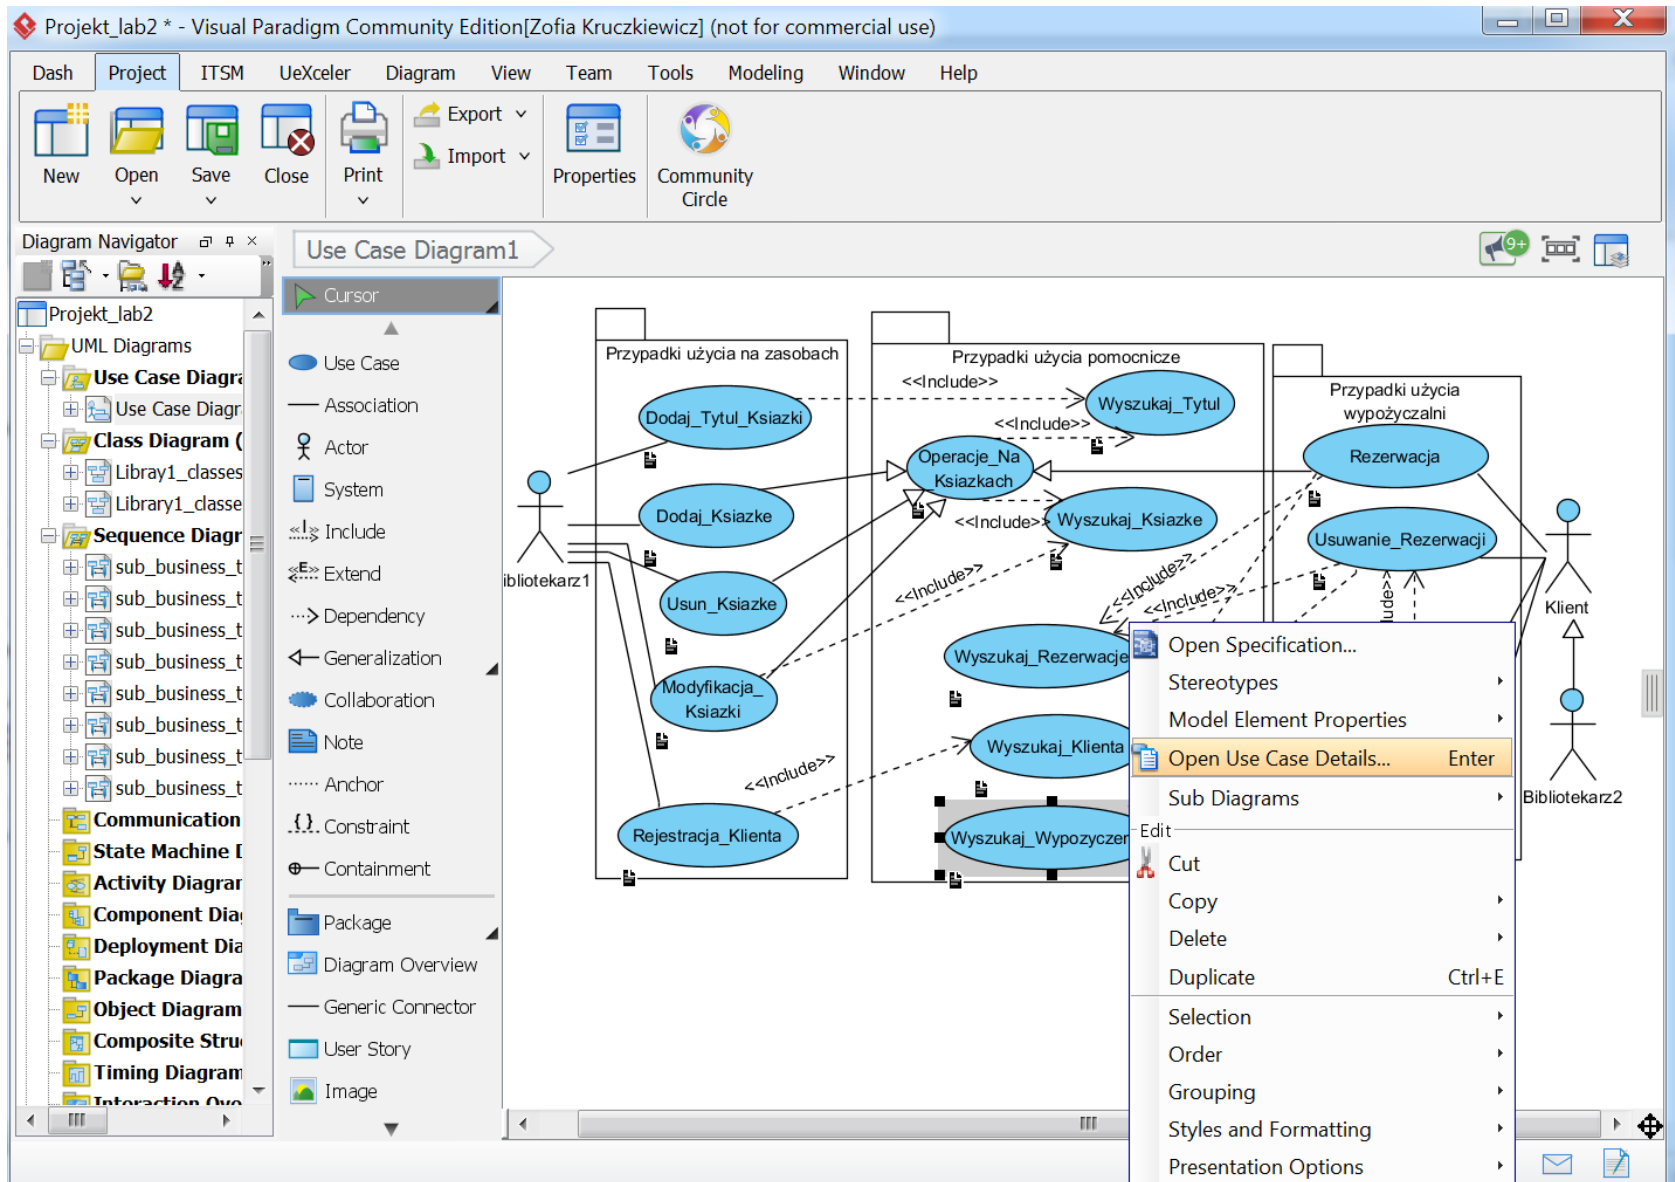 Projekt_lab2 * - Visual Paradigm Community Edition[Zofia Kruczkiewicz] (not for commercial use)
Dash Project ITSM UeXceler Diagram View Team Tools Modeling Window Help
New
Open
Save
Close
Print
Export
Import
Properties
Community
Circle
Diagram Navigator
Use Case Diagram1
9+
Projekt_lab2
UML Diagrams
Use Case Diagra
Use Case Diagr
Class Diagram (
Libray1_classes
Library1_classe
Sequence Diagr
sub_business_t
sub_business_t
sub_business_t
sub_business_t
sub_business_t
sub_business_t
sub_business_t
sub_business_t
Communication
State Machine D
Activity Diagrar
Component Diag
Deployment Dia
Package Diagra
Object Diagram
Composite Stru
Timing Diagram
Interaction Ove
Cursor
Use Case
Association
Actor
System
Include
Extend
Dependency
Generalization
Collaboration
Note
Anchor
Constraint
Containment
Package
Diagram Overview
Generic Connector
User Story
Image
Przypadki użycia na zasobach
Dodaj_Tytul_Ksiazki
Dodaj_Ksiazke
Usun_Ksiazke
Modyfikacja_
Ksiazki
Rejestracja_Klienta
ibliotekarz1
Przypadki użycia pomocnicze
<<Include>>
Wyszukaj_Tytul
<<Include>>
Operacje_Na
_Ksiazkach
<<Include>>
Wyszukaj_Ksiazke
<<Include>>
<<Include>>
<<Include>>
Wyszukaj_Rezerwacje
Wyszukaj_Klienta
<<Include>>
Wyszukaj_Wypozyczen
Przypadki użycia
wypożyczalni
Rezerwacja
Usuwanie_Rezerwacji
lude>>
Klient
Bibliotekarz2
Open Specification...
Stereotypes
Model Element Properties
Open Use Case Details... Enter
Sub Diagrams
Edit
Cut
Copy
Delete
Duplicate Ctrl+E
Selection
Order
Grouping
Styles and Formatting
Presentation Options